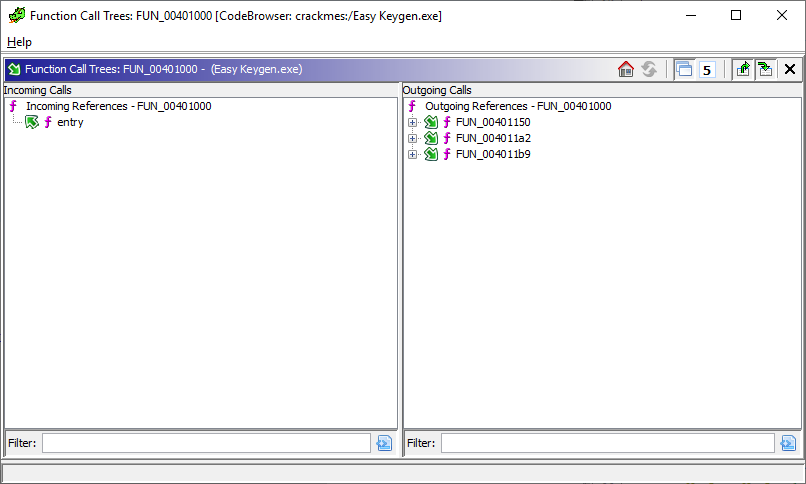 Function Call Trees: FUN_00401000 [CodeBrowser: crackmes:/Easy Keygen.exe]
Help
Function Call Trees: FUN_00401000 - (Easy Keygen.exe)
5
Incoming Calls
Incoming References - FUN_00401000
entry
Outgoing Calls
Outgoing References - FUN_00401000
FUN_00401150
FUN_004011a2
FUN_004011b9
Filter:
Filter: